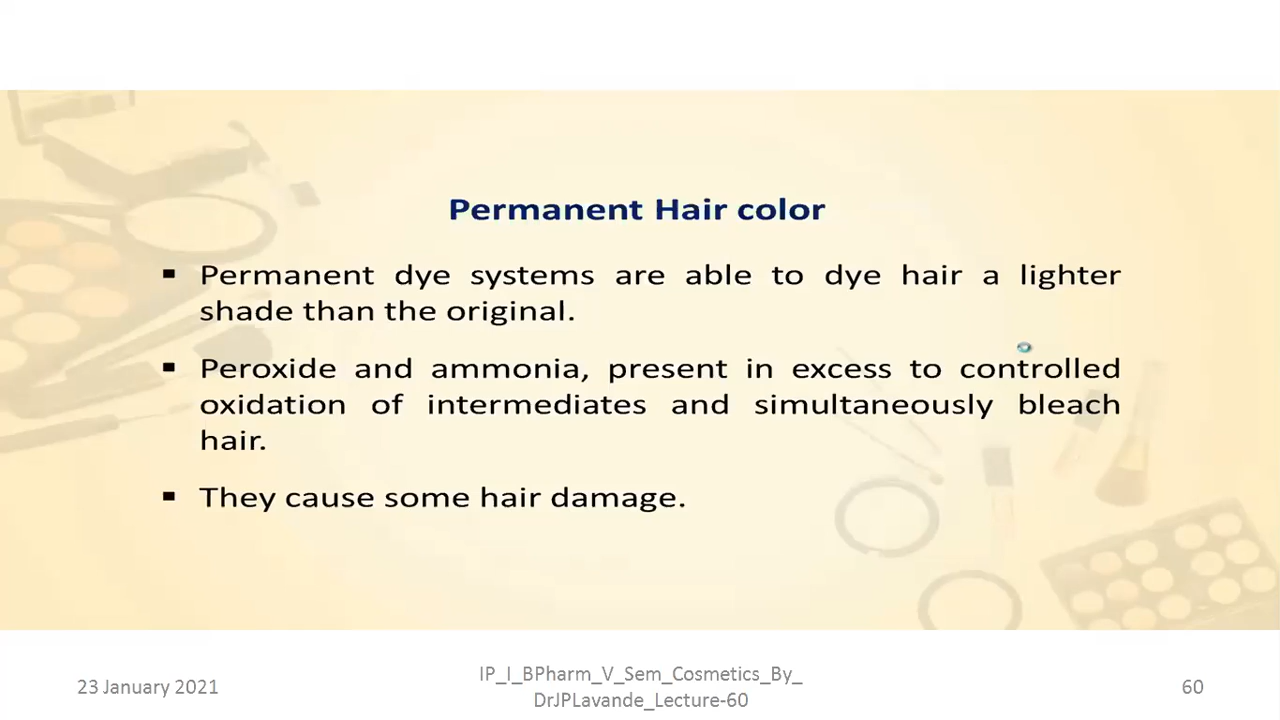 Permanent Hair color
▪ Permanent dye systems are able to dye hair a lighter
shade than the original.
▪ Peroxide and ammonia, present in excess to controlled
oxidation of intermediates and simultaneously bleach
hair.
▪ They cause some hair damage.
23 January 2021
IP_I_BPharm_V_Sem_Cosmetics_By_
DrJPLavande_Lecture-60
60